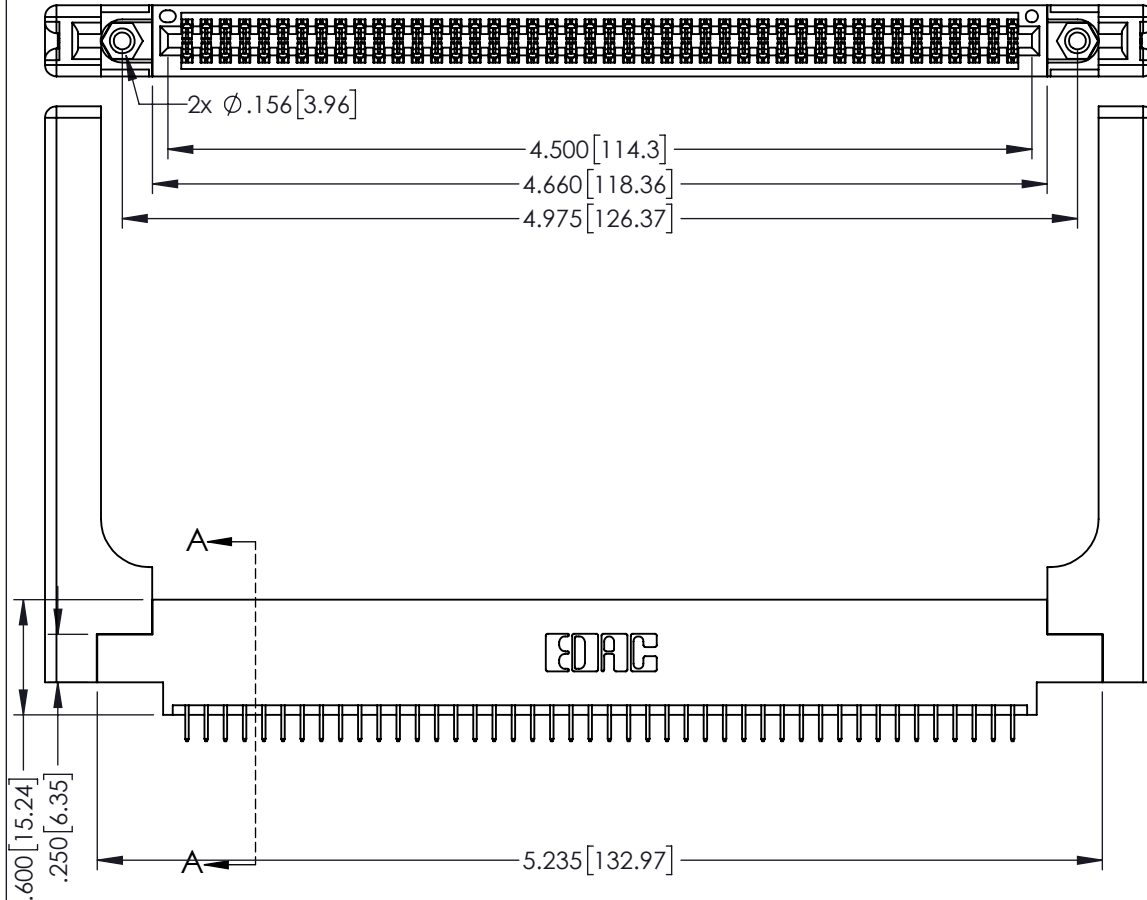 2x ∅.156[3.96]
4.500[114.3]
4.660[118.36]
4.975[126.37]
A
EDAC
.600[15.24]
.250[6.35]
A
5.235[132.97]